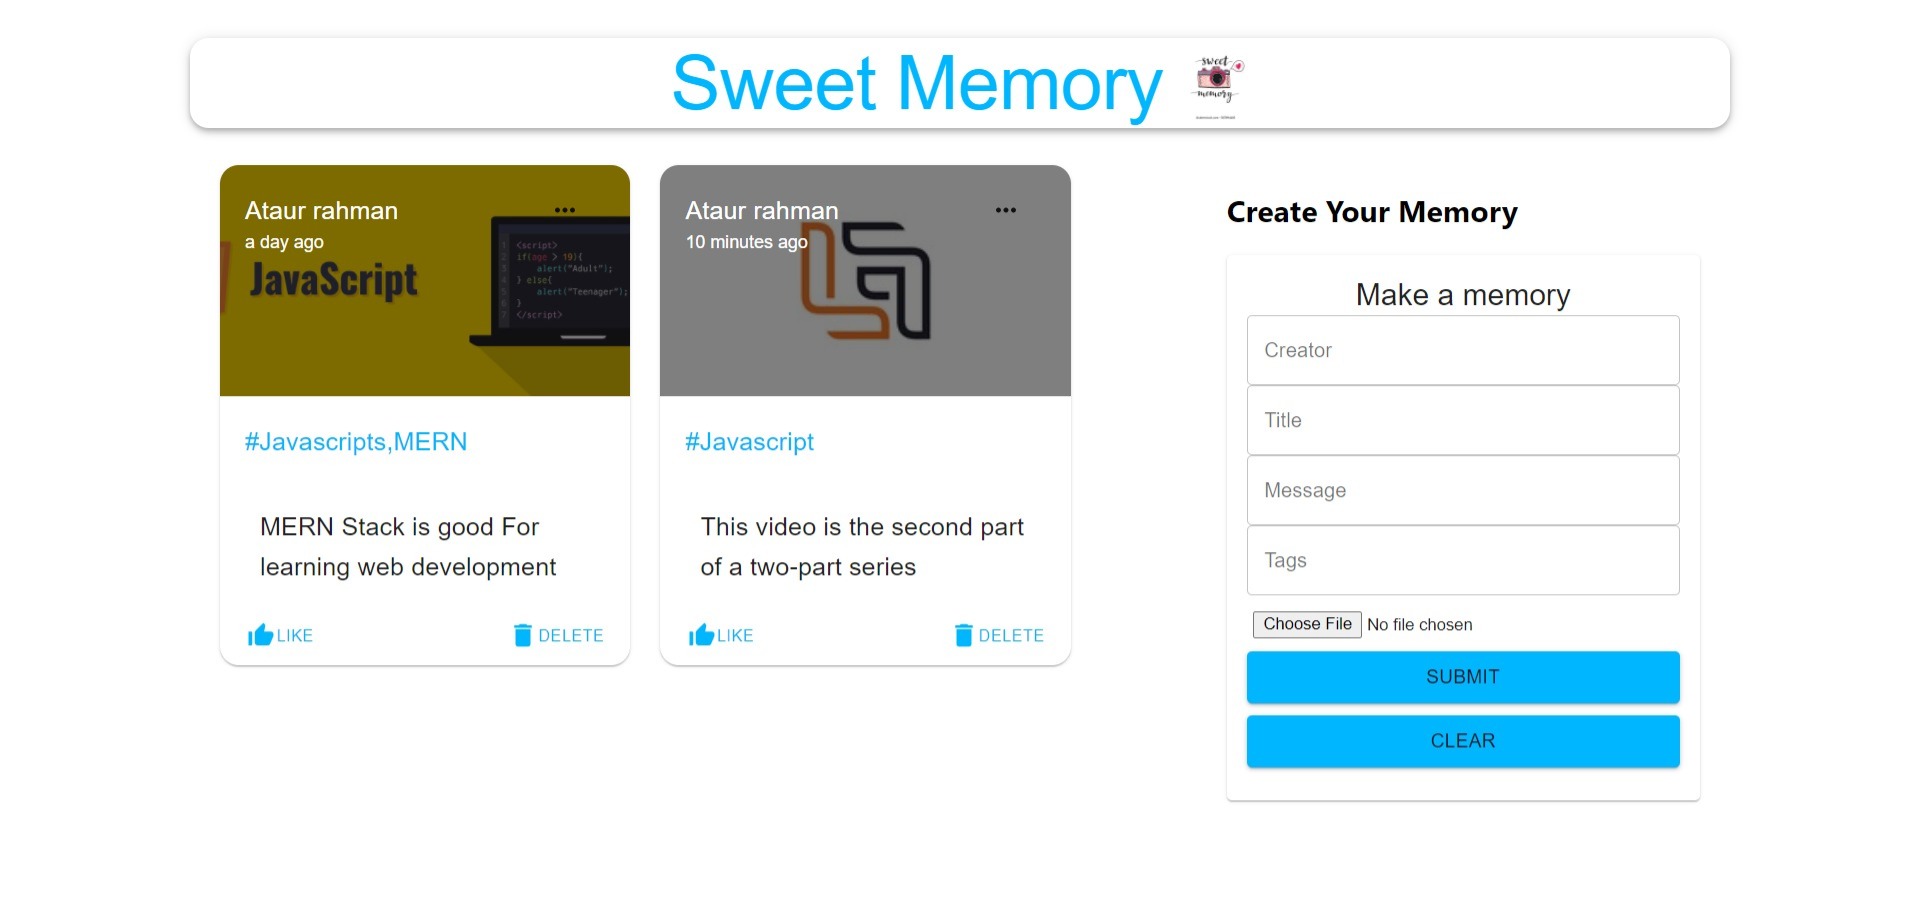 Sweet Memory
sweet
memory
Ataur rahman
a day ago
JavaScript
1 <script>
2 if(age > 19){
3 alert("Adult");
4 } else{
5 alert("Teenager");
6 }
7 </script>
#Javascripts,MERN
MERN Stack is good For
learning web development
LIKE
DELETE
Ataur rahman
10 minutes ago
#Javascript
This video is the second part
of a two-part series
LIKE
DELETE
Create Your Memory
Make a memory
Creator
Title
Message
Tags
Choose File No file chosen
SUBMIT
CLEAR